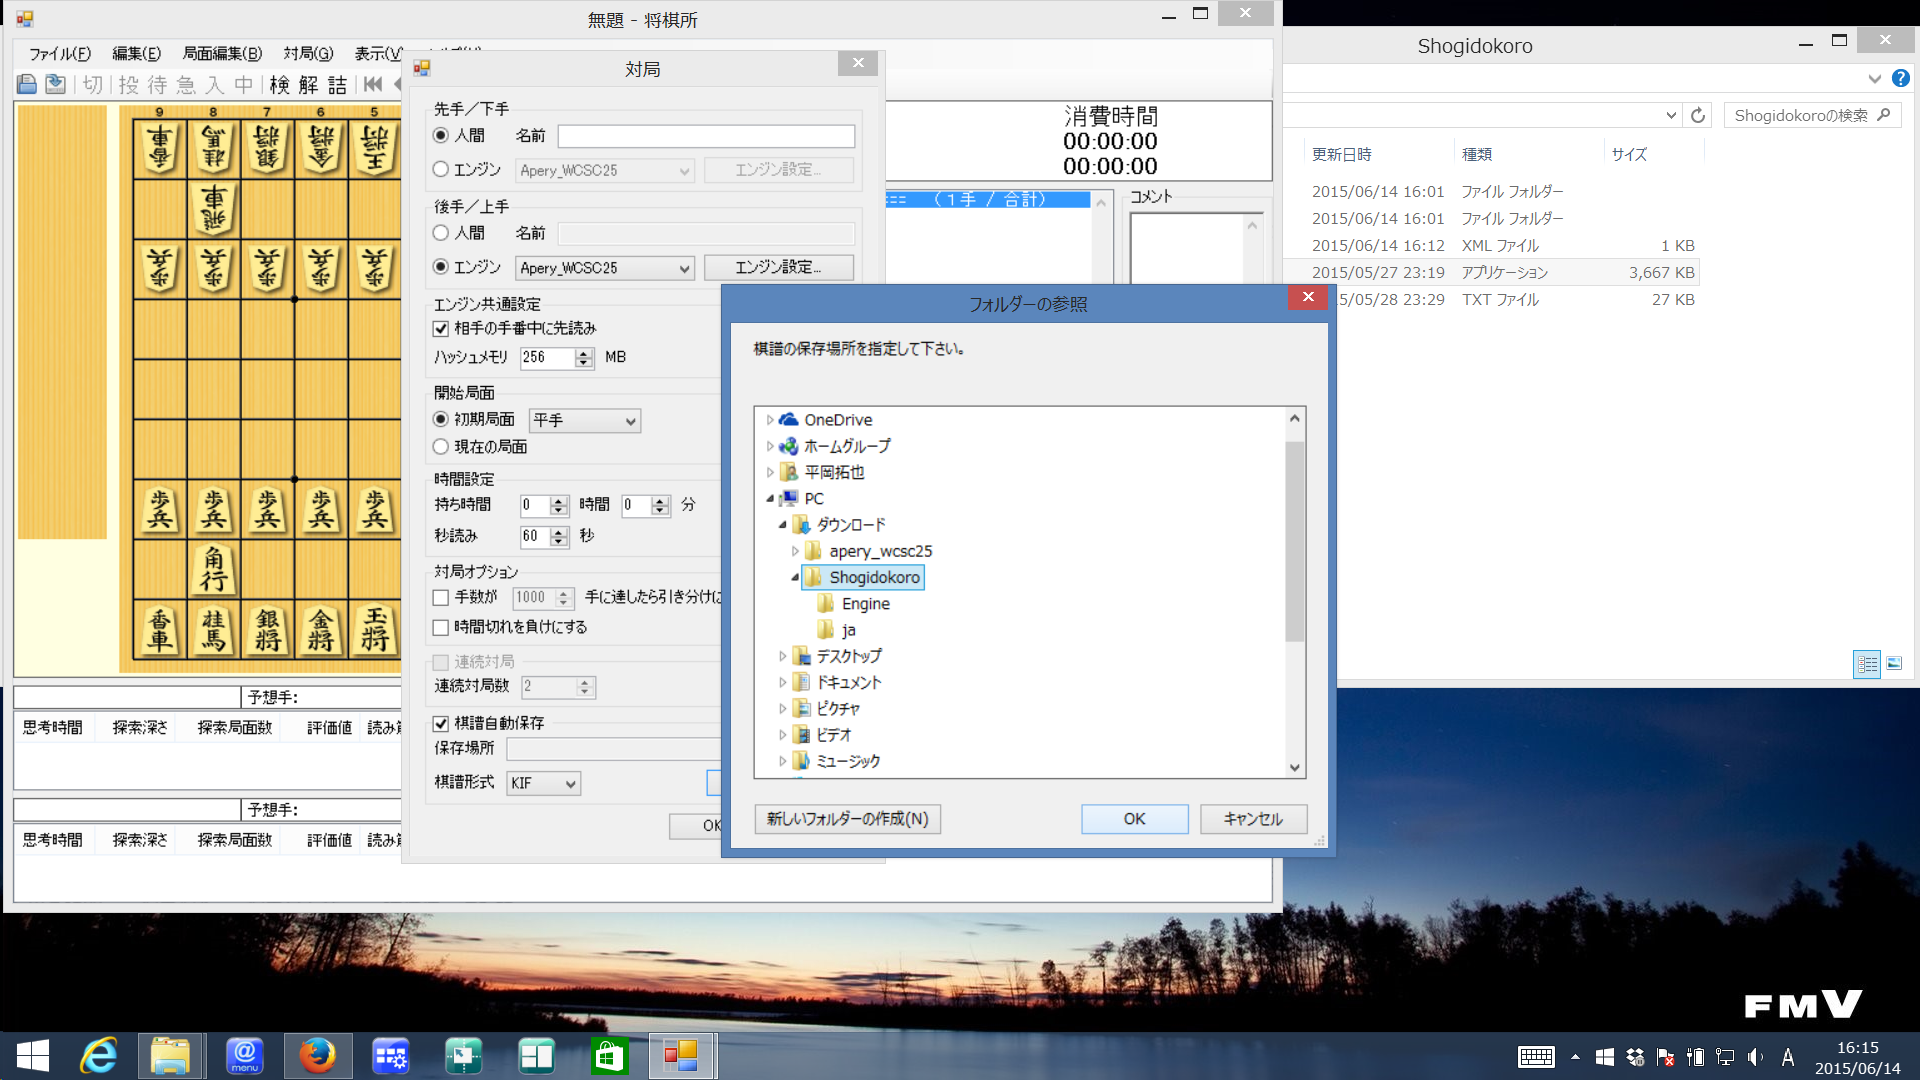 無題 - 将棋所
ファイル(F) 編集(E) 局面編集(B) 対局(G) 表示(V)
切 投 待 急 入 中 検 解 詰
9 8 7 6 5
香車 桂馬 銀将 金将 王将
飛車
歩兵 歩兵 歩兵 歩兵 歩兵
歩兵 歩兵 歩兵 歩兵 歩兵
角行
香車 桂馬 銀将 金将 玉将
予想手:
思考時間 探索深さ 探索局面数 評価値
予想手:
思考時間 探索深さ 探索局面数 評価値
消費時間
00:00:00
00:00:00
(1手 / 合計)
コメント
対局
先手/下手
人間 名前
エンジン Apery_WCSC25 エンジン設定...
後手/上手
人間 名前
エンジン Apery_WCSC25 エンジン設定...
エンジン共通設定
相手の手番中に先読み
ハッシュメモリ 256 MB
開始局面
初期局面 平手
現在の局面
時間設定
持ち時間 0 時間 0 分
秒読み 60 秒
対局オプション
手数が 1000 手に達したら引き分けに
時間切れを負けにする
連続対局
連続対局数 2
棋譜自動保存
保存場所
棋譜形式 KIF
OK
フォルダーの参照
棋譜の保存場所を指定して下さい。
OneDrive
ホームグループ
平岡拓也
PC
ダウンロード
apery_wcsc25
Shogidokoro
Engine
ja
デスクトップ
ドキュメント
ピクチャ
ビデオ
ミュージック
新しいフォルダーの作成(N) OK キャンセル
Shogidokoro
Shogidokoroの検索
更新日時 種類 サイズ
2015/06/14 16:01 ファイル フォルダー
2015/06/14 16:01 ファイル フォルダー
2015/06/14 16:12 XML ファイル 1 KB
2015/05/27 23:19 アプリケーション 3,667 KB
5/05/28 23:29 TXT ファイル 27 KB
FMV
menu
A
16:15
2015/06/14